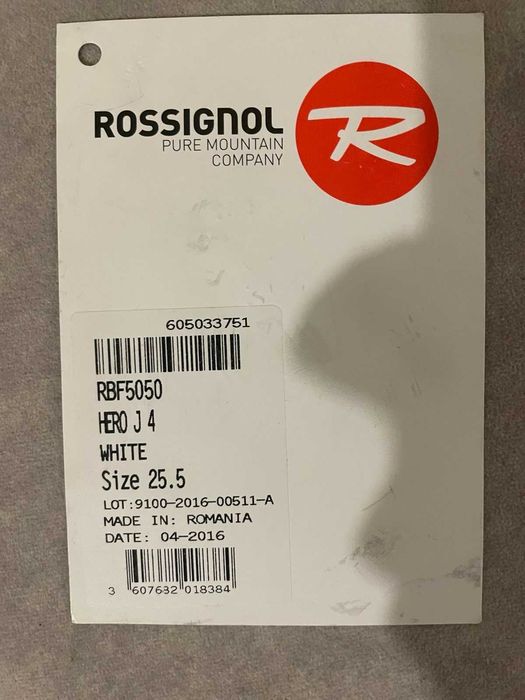 ROSSIGNOL
PURE MOUNTAIN
COMPANY
R
605033751
RBF5050
HERO J 4
WHITE
Size 25.5
LOT:9100-2016-00511-A
MADE IN: ROMANIA
DATE: 04-2016
3 607682 018384